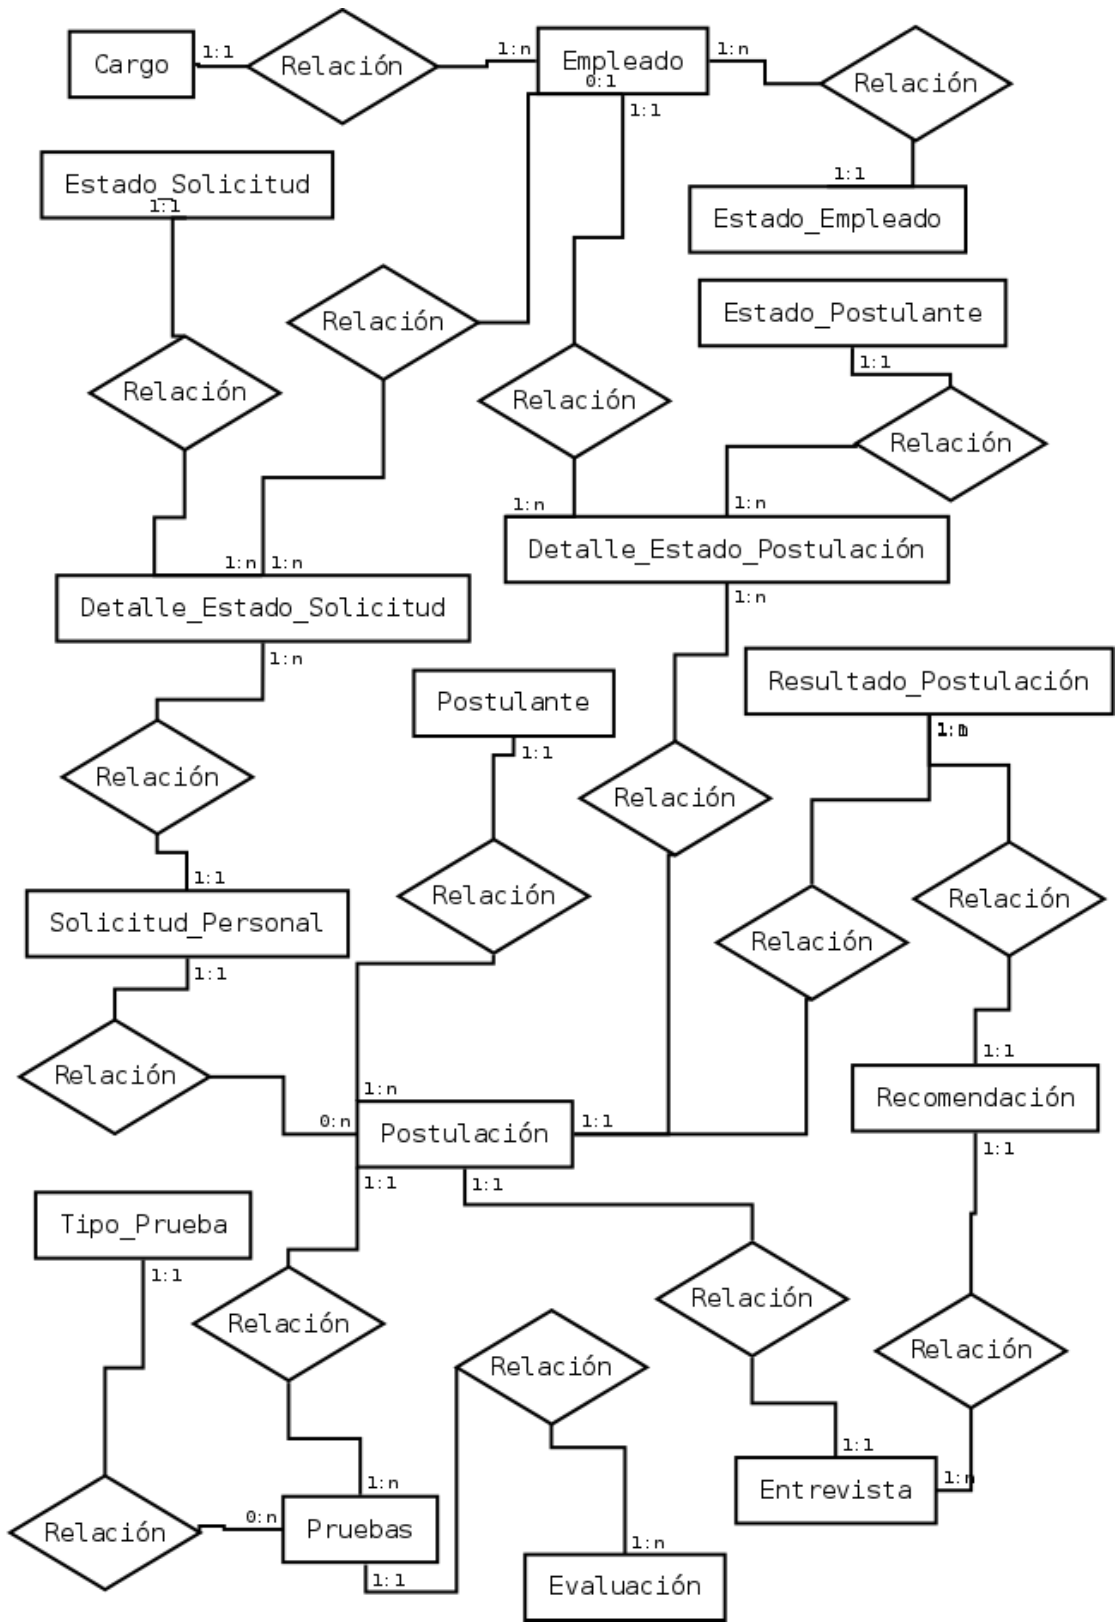 Cargo
1:1
Relación
1:n
Empleado
0:1
1:n
1:1
Relación
Estado_Solicitud
1:1
1:1
Estado_Empleado
Relación
Estado_Postulante
1:1
Relación
Relación
Relación
1:n
1:n
1:n
1:n
Detalle_Estado_Postulación
Detalle_Estado_Solicitud
1:n
1:n
Postulante
1:1
Resultado_Postulación
Relación
Relación
Relación
Relación
Relación
1:1
Solicitud_Personal
1:1
Relación
1:1
Recomendación
1:1
Relación
1:n
0:n
Postulación
1:1
1:1
1:1
Tipo_Prueba
1:1
Relación
Relación
Relación
Relación
1:1
Entrevista
1:n
1:n
0:n
Relación
Pruebas
1:1
1:n
Evaluación